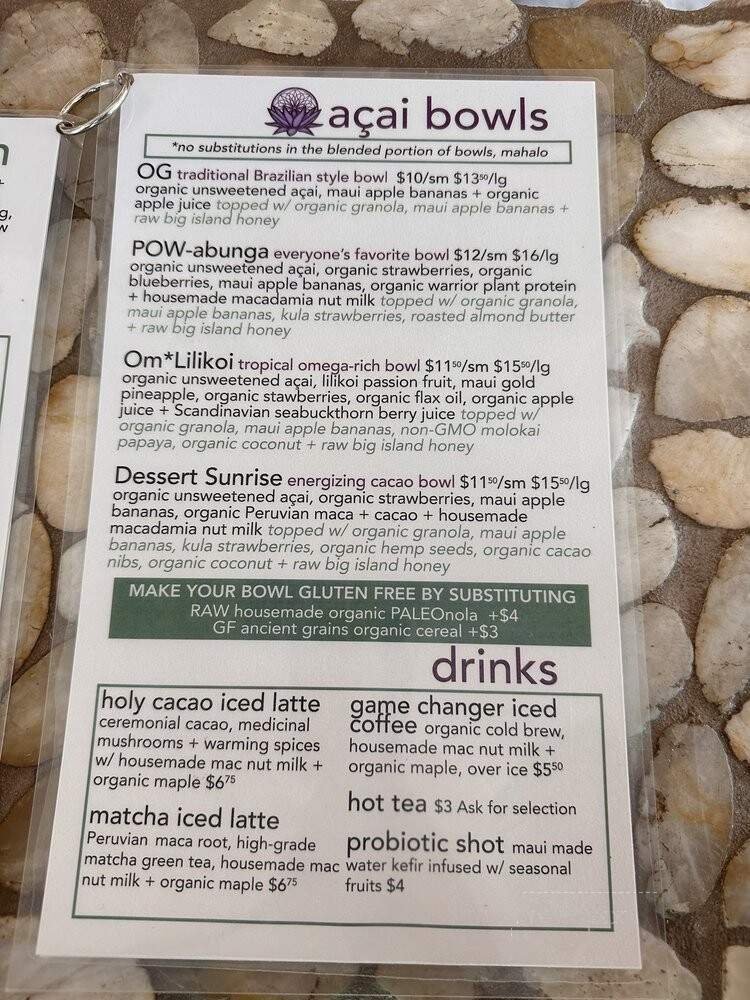 açai bowls
*no substitutions in the blended portion of bowls, mahalo
OG traditional Brazilian style bowl $10/sm $13⁵⁰/lg
organic unsweetened açai, maui apple bananas + organic
apple juice topped w/ organic granola, maui apple bananas +
raw big island honey
POW-abunga everyone's favorite bowl $12/sm $16/lg
organic unsweetened açai, organic strawberries, organic
blueberries, maui apple bananas, organic warrior plant protein
+ housemade macadamia nut milk topped w/ organic granola,
maui apple bananas, kula strawberries, roasted almond butter
+ raw big island honey
Om*Lilikoi tropical omega-rich bowl $11⁵⁰/sm $15⁵⁰/lg
organic unsweetened açai, lilikoi passion fruit, maui gold
pineapple, organic stawberries, organic flax oil, organic apple
juice + Scandinavian seabuckthorn berry juice topped w/
organic granola, maui apple bananas, non-GMO molokai
papaya, organic coconut + raw big island honey
Dessert Sunrise energizing cacao bowl $11⁵⁰/sm $15⁵⁰/lg
organic unsweetened açai, organic strawberries, maui apple
bananas, organic Peruvian maca + cacao + housemade
macadamia nut milk topped w/ organic granola, maui apple
bananas, kula strawberries, organic hemp seeds, organic cacao
nibs, organic coconut + raw big island honey
MAKE YOUR BOWL GLUTEN FREE BY SUBSTITUTING
RAW housemade organic PALEOnola +$4
GF ancient grains organic cereal +$3
drinks
holy cacao iced latte
ceremonial cacao, medicinal
mushrooms + warming spices
w/ housemade mac nut milk +
organic maple $6⁷⁵
matcha iced latte
Peruvian maca root, high-grade
matcha green tea, housemade mac
nut milk + organic maple $6⁷⁵
game changer iced
coffee organic cold brew,
housemade mac nut milk +
organic maple, over ice $5⁵⁰
hot tea $3 Ask for selection
probiotic shot maui made
water kefir infused w/ seasonal
fruits $4